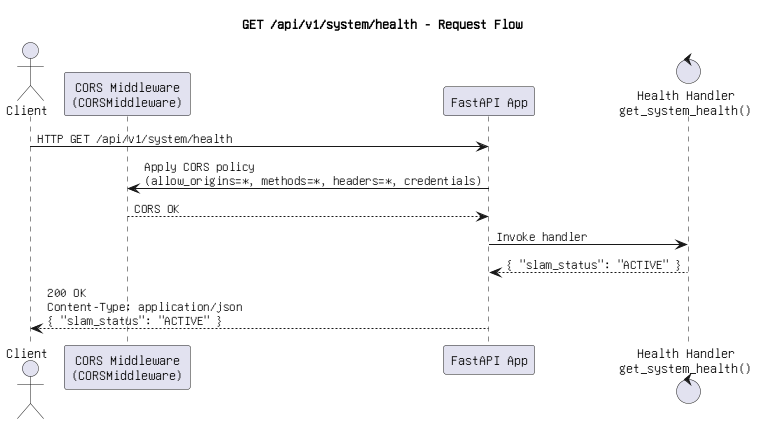 GET /api/v1/system/health - Request Flow
Client
CORS Middleware
(CORSMiddleware)
FastAPI App
Health Handler
get_system_health()
HTTP GET /api/v1/system/health
Apply CORS policy
(allow_origins=*, methods=*, headers=*, credentials)
CORS OK
Invoke handler
{ "slam_status": "ACTIVE" }
200 OK
Content-Type: application/json
{ "slam_status": "ACTIVE" }
Client
CORS Middleware
(CORSMiddleware)
FastAPI App
Health Handler
get_system_health()